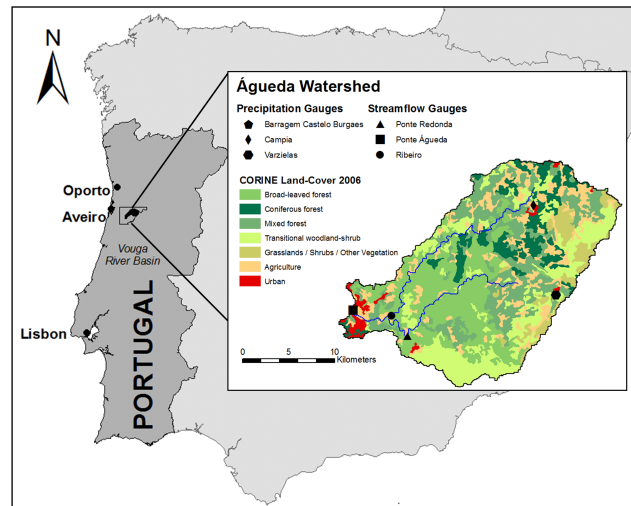 N
Oporto
Aveiro
Vouga
River Basin
Lisbon
PORTUGAL
Águeda Watershed
Precipitation Gauges
Barragem Castelo Burgaes
Campia
Varzielas
Streamflow Gauges
Ponte Redonda
Ponte Águeda
Ribeiro
CORINE Land-Cover 2006
Broad-leaved forest
Coniferous forest
Mixed forest
Transitional woodland-shrub
Grasslands / Shrubs / Other Vegetation
Agriculture
Urban
0 5 10
Kilometers